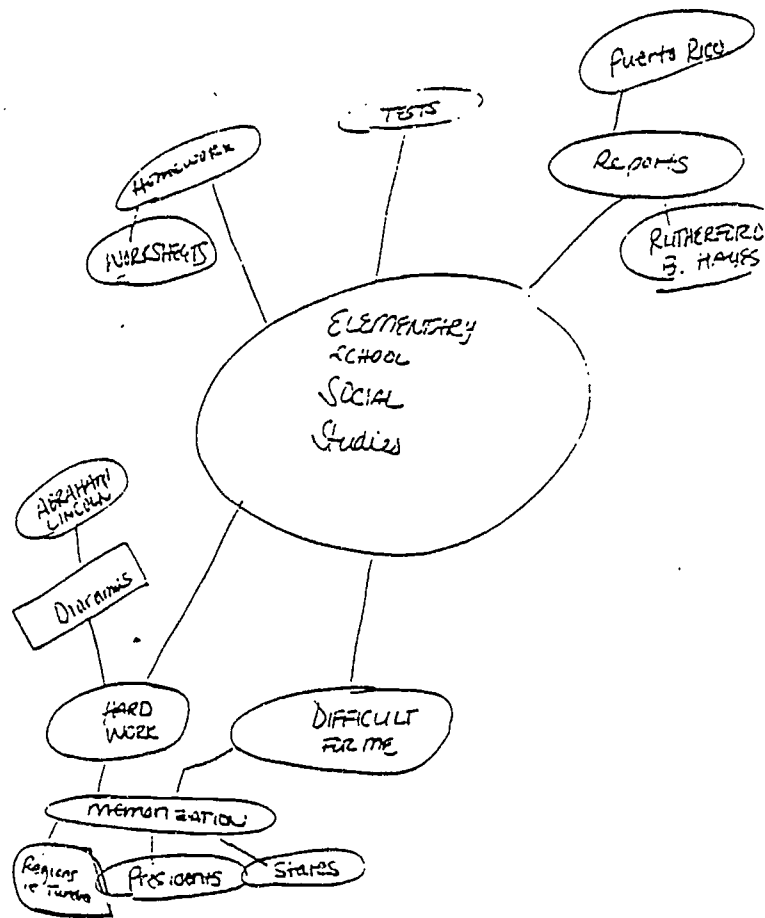 Puerto Rico
TESTS
Reports
HOMEWORK
RUTHERFORD
B. HAYES
WORKSHEETS
ELEMENTARY
SCHOOL
SOCIAL
Studies
ABRAHAM
LINCOLN
Dioramas
HARD
WORK
DIFFICULT
FOR ME
MEMORIZATION
Regions
Presidents
States